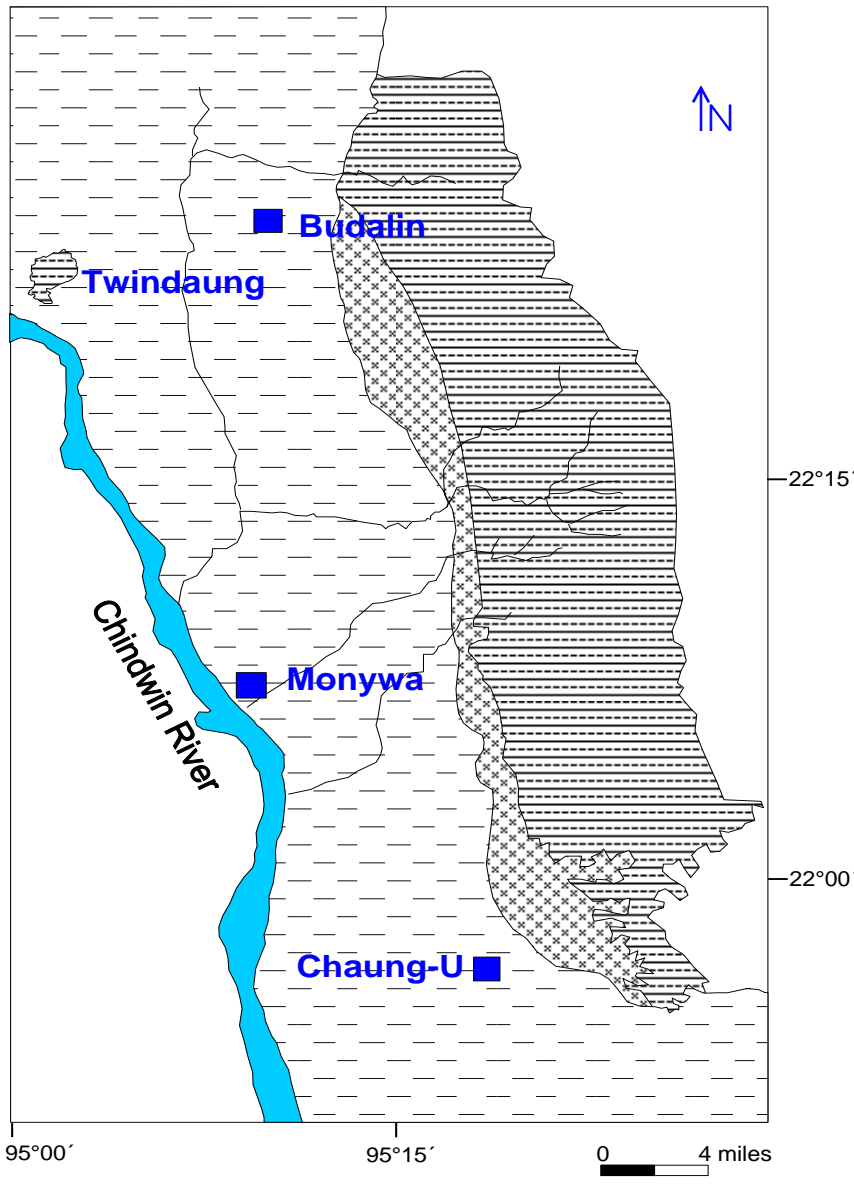 N
Budalin
Twindaung
22°15´
Chindwin River
Monywa
22°00´
Chaung-U
95°00´
95°15´
0 4 miles